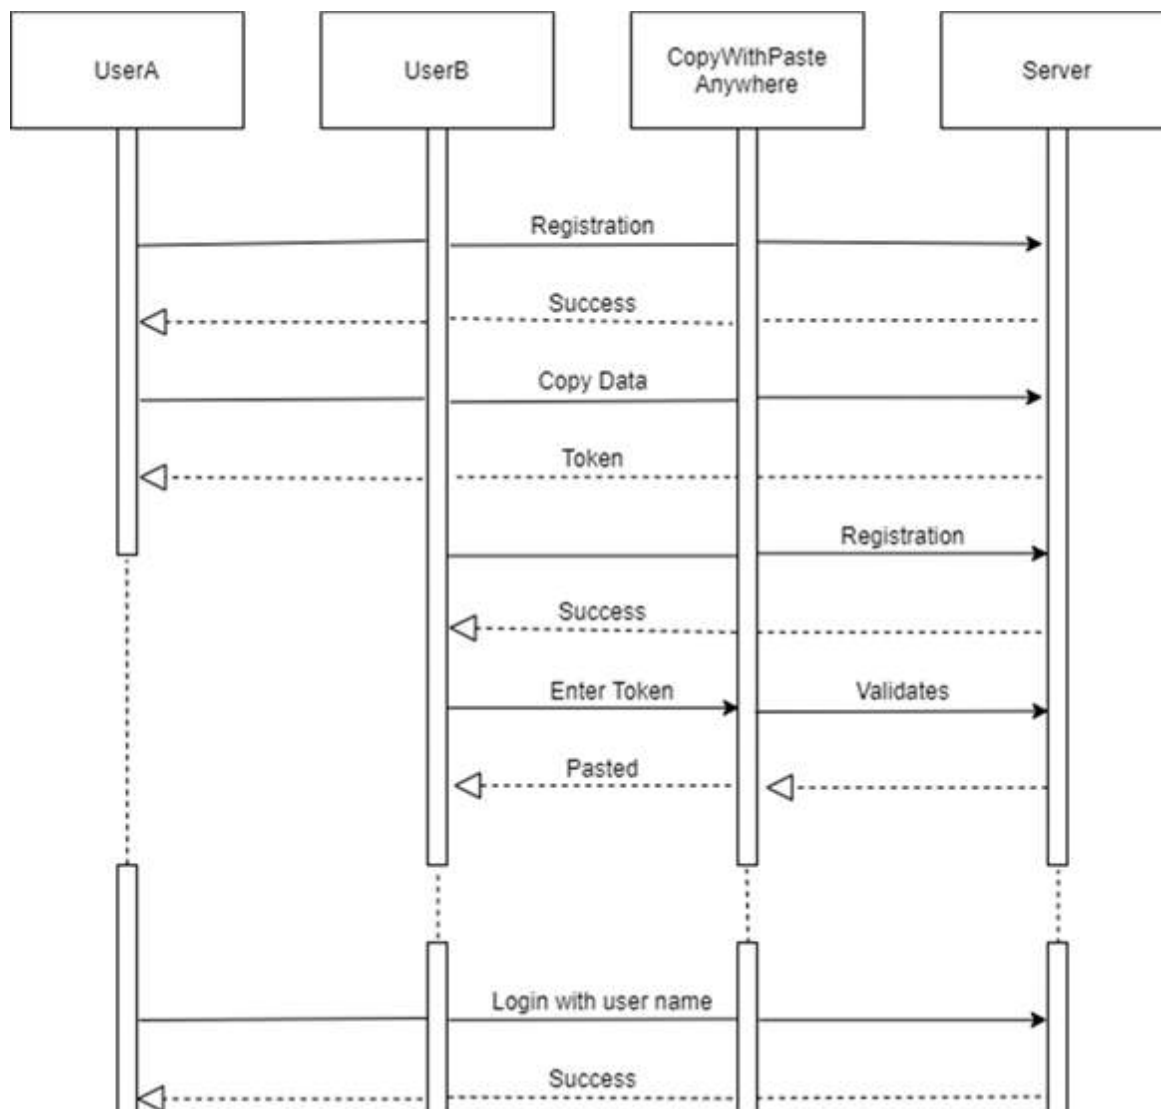 UserA
UserB
CopyWithPaste
Anywhere
Server
Registration
Success
Copy Data
Token
Registration
Success
Enter Token
Validates
Pasted
Login with user name
Success